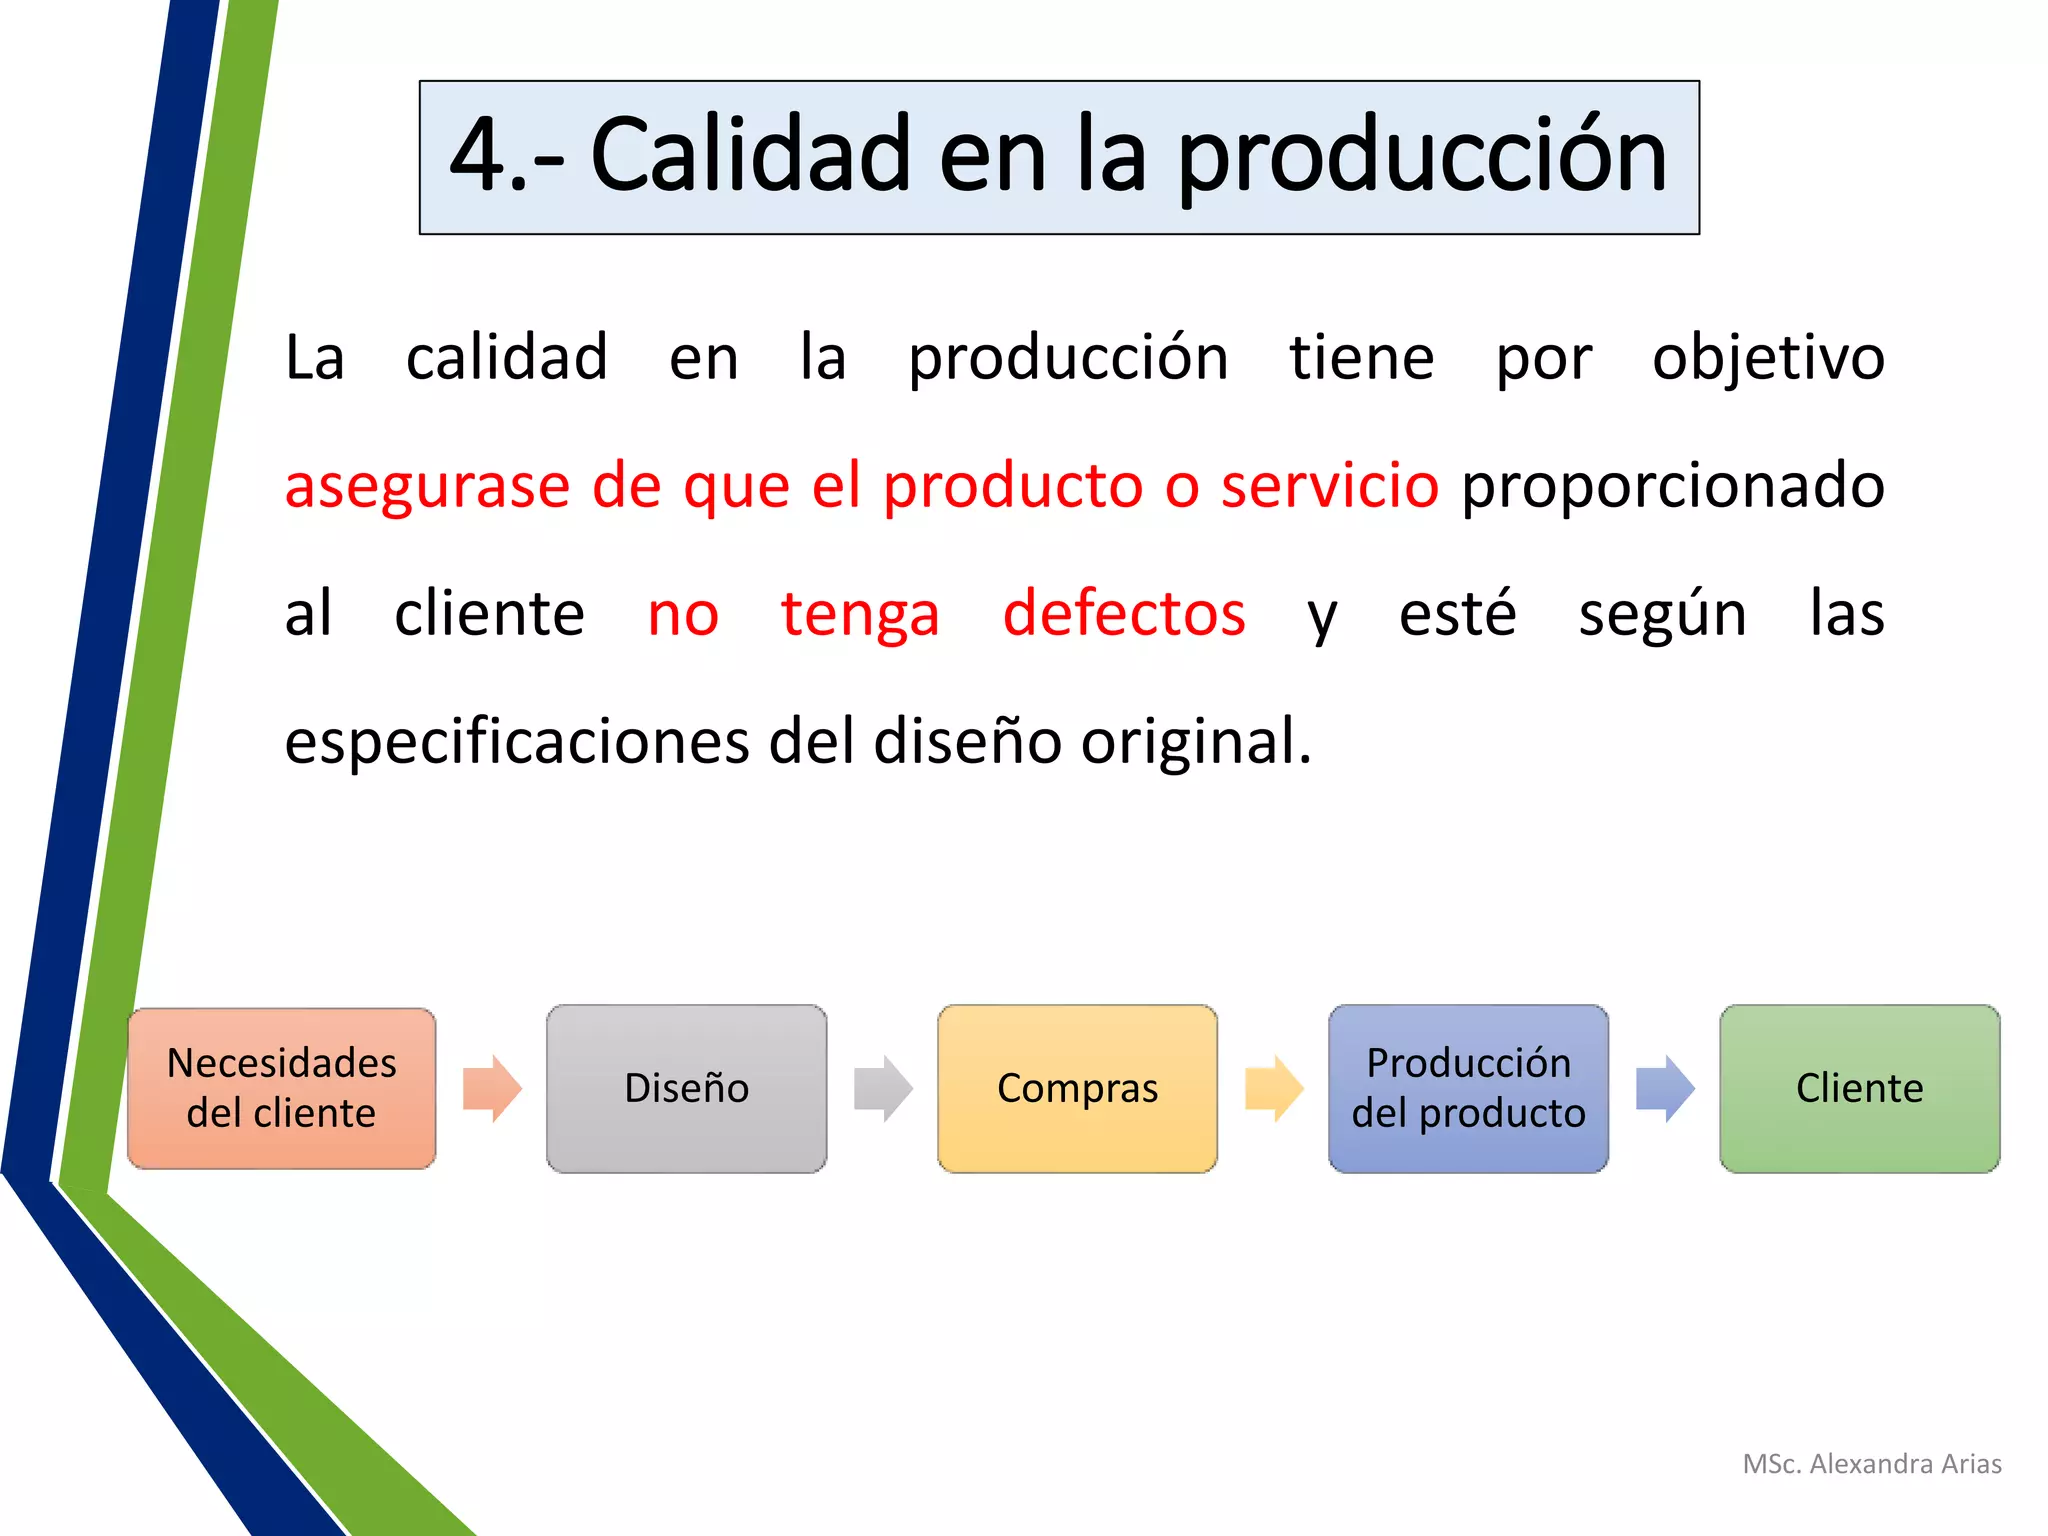 4.- Calidad en la producción
La calidad en la producción tiene por objetivo
asegurase de que el producto o servicio proporcionado
al cliente no tenga defectos y esté según las
especificaciones del diseño original.
Necesidades
del cliente
Diseño
Compras
Producción
del producto
Cliente
MSc. Alexandra Arias